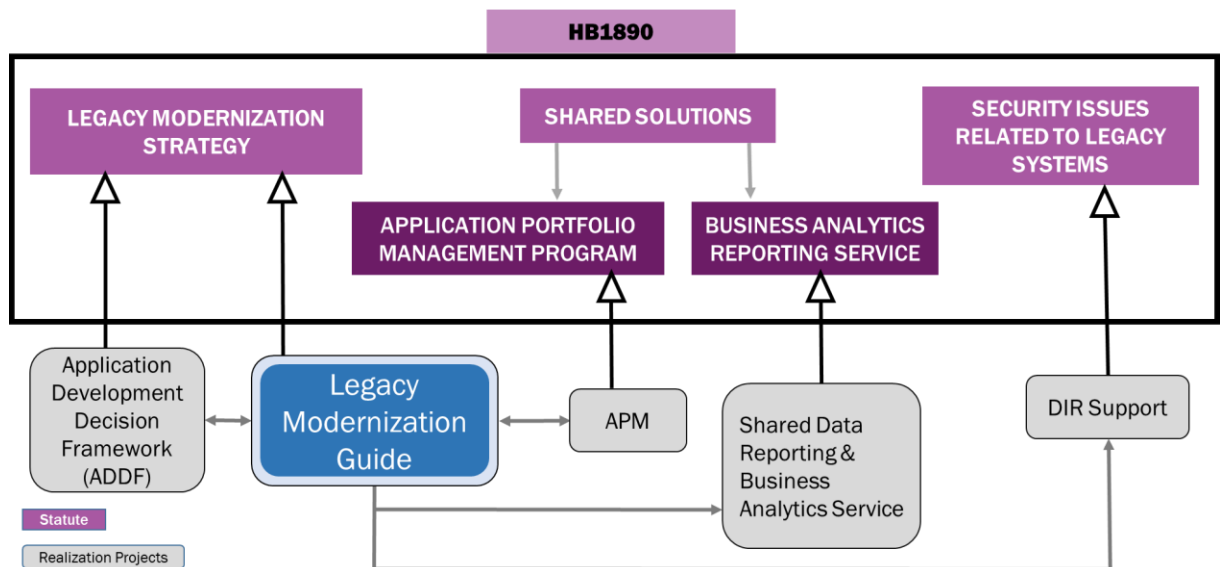 HB1890
LEGACY MODERNIZATION
STRATEGY
SHARED SOLUTIONS
SECURITY ISSUES
RELATED TO LEGACY
SYSTEMS
APPLICATION PORTFOLIO
MANAGEMENT PROGRAM
BUSINESS ANALYTICS
REPORTING SERVICE
Application
Development
Decision
Framework
(ADDF)
Legacy
Modernization
Guide
APM
Shared Data
Reporting &
Business
Analytics Service
DIR Support
Statute
Realization Projects